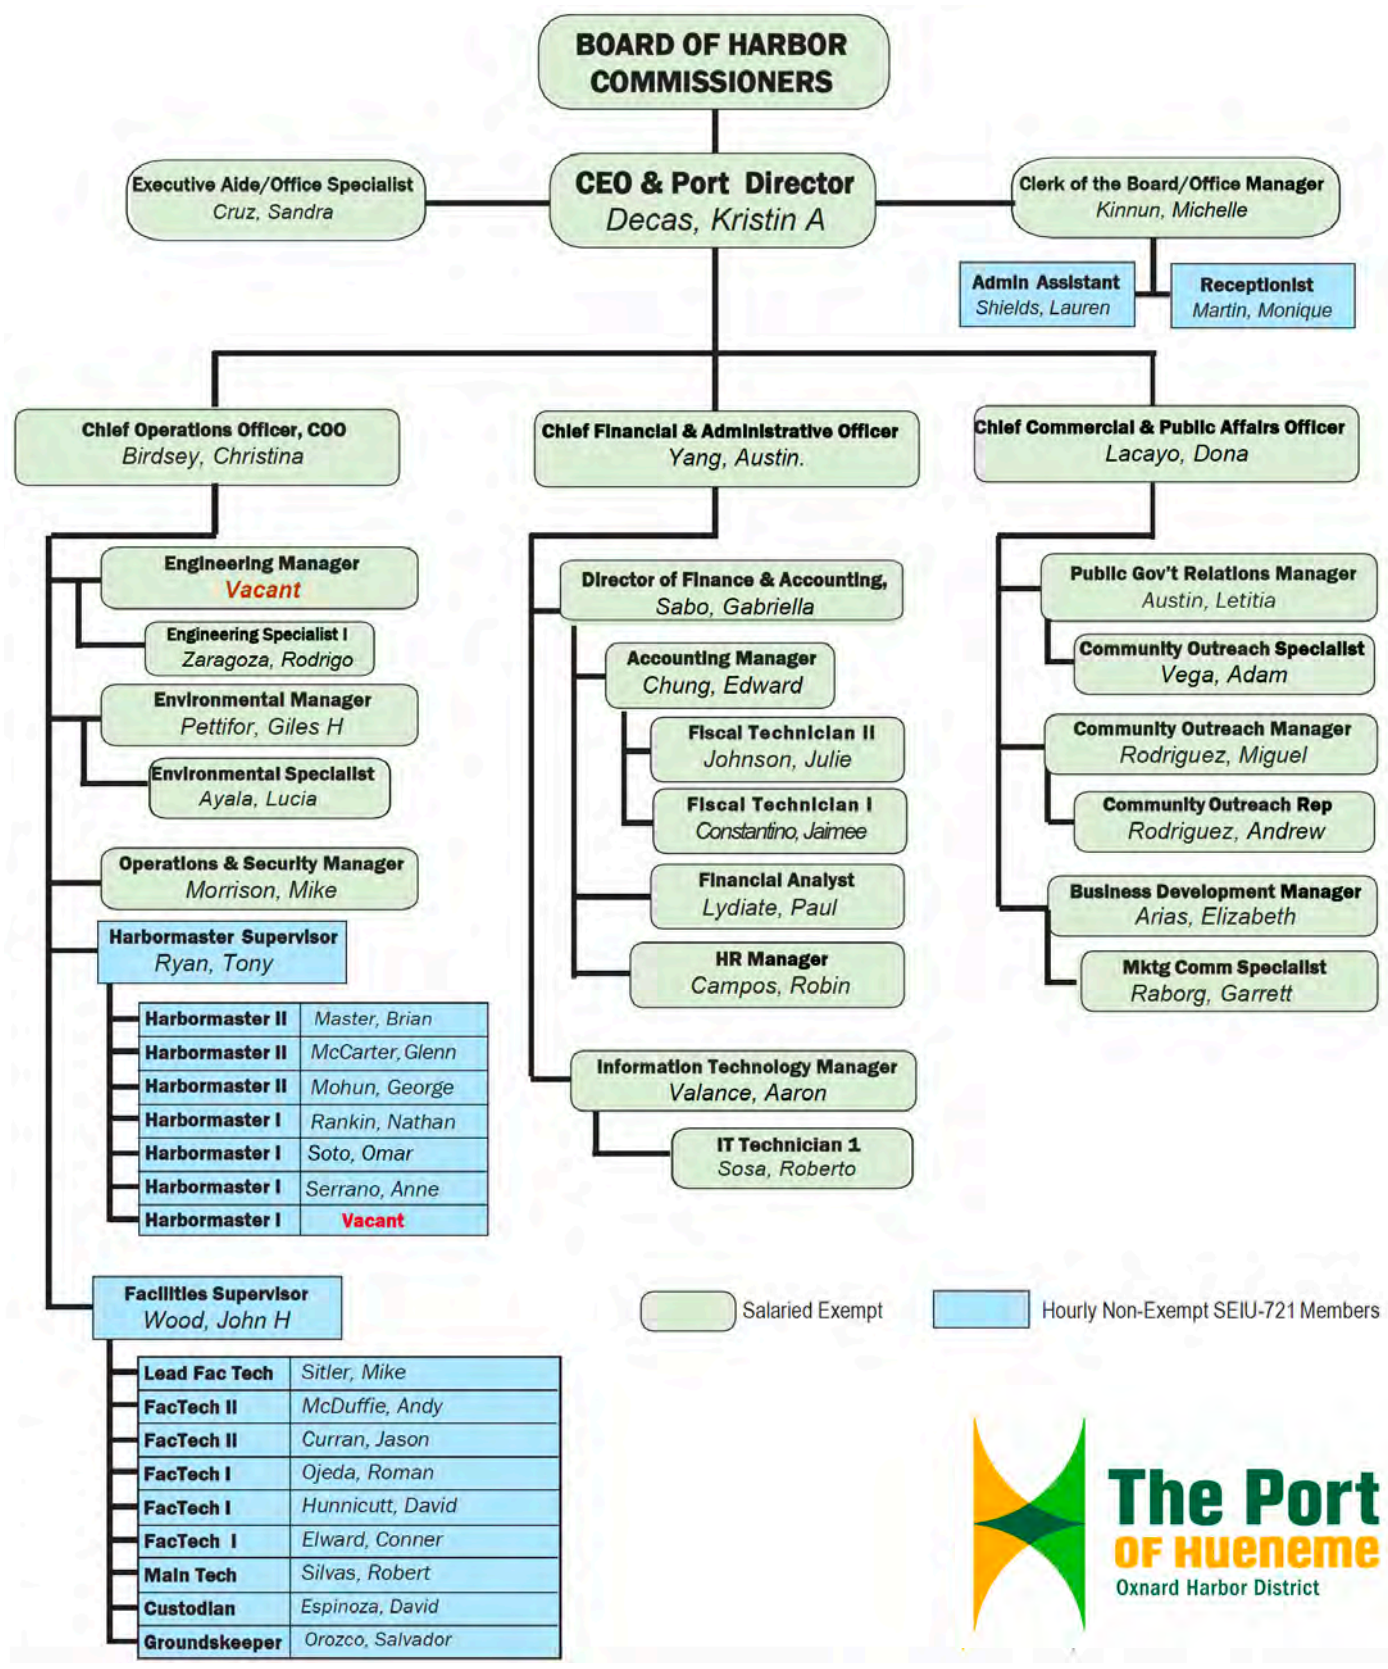 BOARD OF HARBOR
COMMISSIONERS
Executive Aide/Office Specialist
Cruz, Sandra
CEO & Port Director
Decas, Kristin A
Clerk of the Board/Office Manager
Kinnun, Michelle
Admin Assistant
Shields, Lauren
Receptionist
Martin, Monique
Chief Operations Officer, COO
Birdsey, Christina
Engineering Manager
Vacant
Engineering Specialist I
Zaragoza, Rodrigo
Environmental Manager
Pettifor, Giles H
Environmental Specialist
Ayala, Lucia
Operations & Security Manager
Morrison, Mike
Harbormaster Supervisor
Ryan, Tony
Harbormaster II Master, Brian
Harbormaster II McCarter, Glenn
Harbormaster II Mohun, George
Harbormaster I Rankin, Nathan
Harbormaster I Soto, Omar
Harbormaster I Serrano, Anne
Harbormaster I Vacant
Facilities Supervisor
Wood, John H
Lead Fac Tech Sitler, Mike
FacTech II McDuffie, Andy
FacTech II Curran, Jason
FacTech I Ojeda, Roman
FacTech I Hunnicutt, David
FacTech I Elward, Conner
Main Tech Silvas, Robert
Custodian Espinoza, David
Groundskeeper Orozco, Salvador
Chief Financial & Administrative Officer
Yang, Austin.
Director of Finance & Accounting,
Sabo, Gabriella
Accounting Manager
Chung, Edward
Fiscal Technician II
Johnson, Julie
Fiscal Technician I
Constantino, Jaimee
Financial Analyst
Lydiate, Paul
HR Manager
Campos, Robin
Information Technology Manager
Valance, Aaron
IT Technician 1
Sosa, Roberto
Chief Commercial & Public Affairs Officer
Lacayo, Dona
Public Gov't Relations Manager
Austin, Letitia
Community Outreach Specialist
Vega, Adam
Community Outreach Manager
Rodriguez, Miguel
Community Outreach Rep
Rodriguez, Andrew
Business Development Manager
Arias, Elizabeth
Mktg Comm Specialist
Raborg, Garrett
Salaried Exempt
Hourly Non-Exempt SEIU-721 Members
The Port
OF HUENEME
Oxnard Harbor District